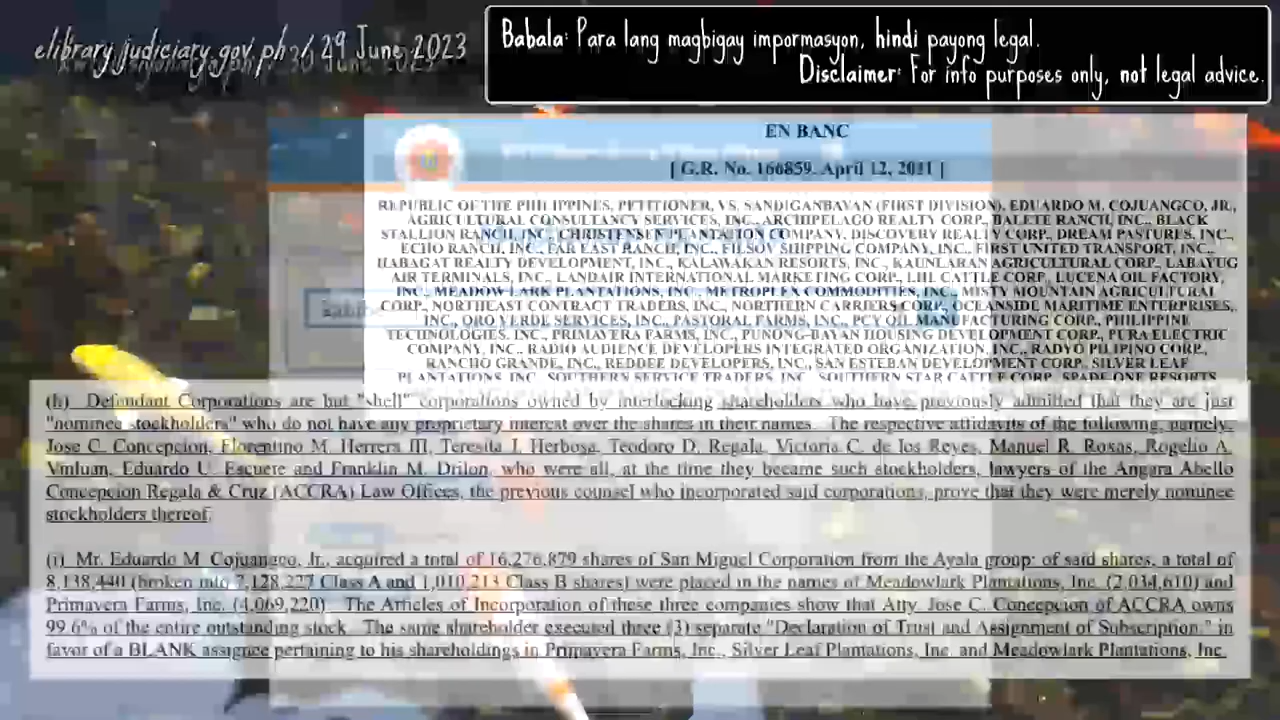 elibrary.judiciary.gov.ph / 29 June 2023
Babala: Para lang magbigay impormasyon, hindi payong legal.
Disclaimer: For info purposes only, not legal advice.
EN BANC
[ G.R. No. 166859. April 12, 2011 ]
REPUBLIC OF THE PHILIPPINES, PETITIONER, VS. SANDIGANBAYAN (FIRST DIVISION), EDUARDO M. COJUANGCO, JR.,
AGRICULTURAL CONSULTANCY SERVICES, INC., ARCHIPELAGO REALTY CORP., BALETE RANCH, INC., BLACK
STALLION RANCH, INC., CHRISTENSEN PLANTATION COMPANY, DISCOVERY REALTY CORP., DREAM PASTURES, INC.,
ECHO RANCH, INC., FAR EAST RANCH, INC., FILSOV SHIPPING COMPANY, INC., FIRST UNITED TRANSPORT, INC.,
HABAGAT REALTY DEVELOPMENT, INC., KALAWAKAN RESORTS, INC., KAUNLARAN AGRICULTURAL CORP., LABAYUG
AIR TERMINALS, INC., LANDAIR INTERNATIONAL MARKETING CORP., LHL CATTLE CORP., LUCENA OIL FACTORY,
INC., MEADOW LARK PLANTATIONS, INC., METROPLEX COMMODITIES, INC., MISTY MOUNTAIN AGRICULTURAL
CORP., NORTHEAST CONTRACT TRADERS, INC., NORTHERN CARRIERS CORP., OCEANSIDE MARITIME ENTERPRISES,
INC., ORO VERDE SERVICES, INC., PASTORAL FARMS, INC., PCY OIL MANUFACTURING CORP., PHILIPPINE
TECHNOLOGIES, INC., PRIMAVERA FARMS, INC., PUNONG-BAYAN HOUSING DEVELOPMENT CORP., PURA ELECTRIC
COMPANY, INC., RADIO AUDIENCE DEVELOPERS INTEGRATED ORGANIZATION, INC., RADYO PILIPINO CORP.,
RANCHO GRANDE, INC., REDDEE DEVELOPERS, INC., SAN ESTEBAN DEVELOPMENT CORP., SILVER LEAF
PLANTATIONS, INC., SOUTHERN SERVICE TRADERS, INC., SOUTHERN STAR CATTLE CORP., SPADE ONE RESORTS
(h) Defendant Corporations are but "shell" corporations owned by interlocking shareholders who have previously admitted that they are just
"nominee stockholders" who do not have any proprietary interest over the shares in their names. The respective affidavits of the following, namely:
Jose C. Concepcion, Florentino M. Herrera III, Teresita J. Herbosa, Teodoro D. Regala, Victoria C. de los Reyes, Manuel R. Roxas, Rogelio A.
Vinluan, Eduardo U. Escueta and Franklin M. Drilon, who were all, at the time they became such stockholders, lawyers of the Angara Abello
Concepcion Regala & Cruz (ACCRA) Law Offices, the previous counsel who incorporated said corporations, prove that they were merely nominee
stockholders thereof.
(i) Mr. Eduardo M. Cojuangco, Jr., acquired a total of 16,276,879 shares of San Miguel Corporation from the Ayala group; of said shares, a total of
8,138,440 (broken into 7,128,227 Class A and 1,010,213 Class B shares) were placed in the names of Meadowlark Plantations, Inc. (2,034,610) and
Primavera Farms, Inc. (4,069,220). The Articles of Incorporation of these three companies show that Atty. Jose C. Concepcion of ACCRA owns
99.6% of the entire outstanding stock. The same shareholder executed three (3) separate "Declaration of Trust and Assignment of Subscription" in
favor of a BLANK assignee pertaining to his shareholdings in Primavera Farms, Inc., Silver Leaf Plantations, Inc. and Meadowlark Plantations, Inc.